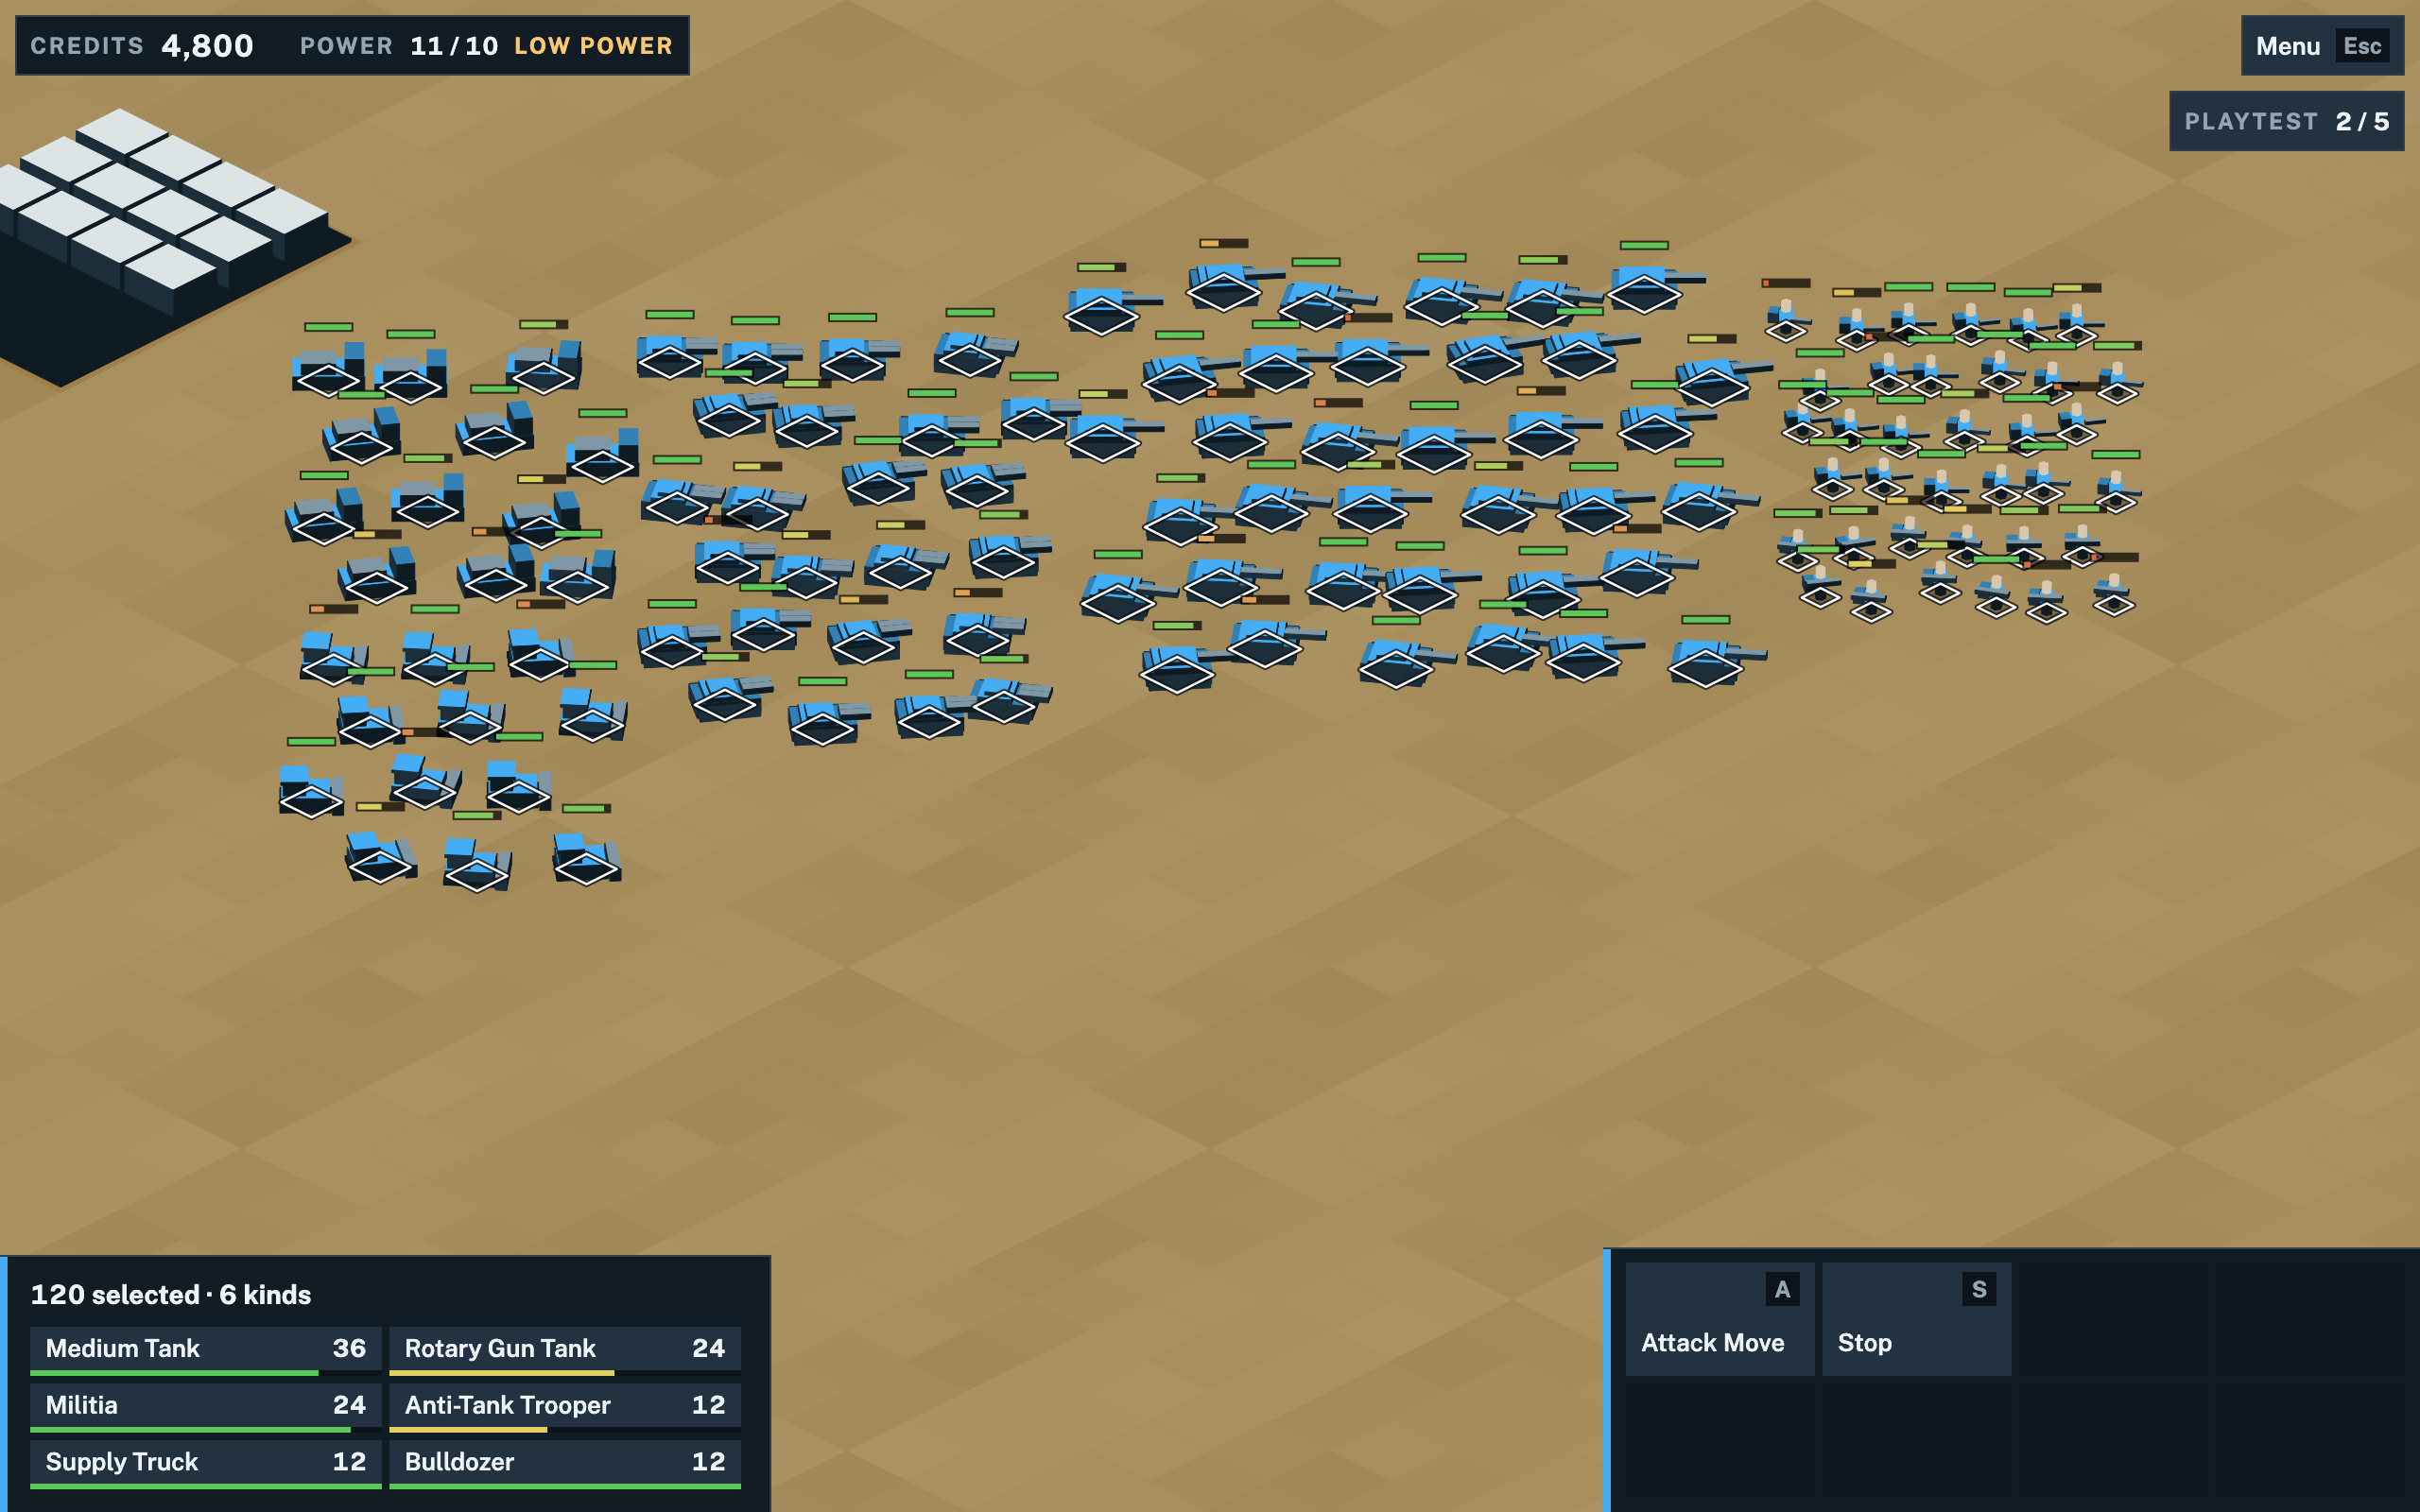 CREDITS 4,800 POWER 11/10 LOW POWER
Menu Esc
PLAYTEST 2/5
120 selected · 6 kinds
Medium Tank 36
Rotary Gun Tank 24
Militia 24
Anti-Tank Trooper 12
Supply Truck 12
Bulldozer 12
A
Attack Move
S
Stop